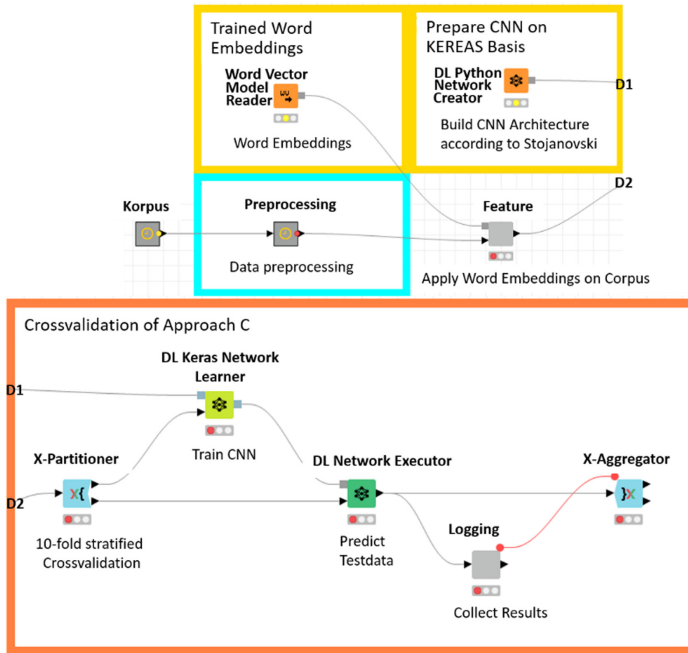 Trained Word
Embeddings
Word Vector
Model
Reader
W
Word Embeddings
Prepare CNN on
KEREAS Basis
DL Python
Network
Creator
D1
Build CNN Architecture
according to Stojanovski
D2
Korpus
Preprocessing
Feature
Data preprocessing
Apply Word Embeddings on Corpus
Crossvalidation of Approach C
DL Keras Network
Learner
D1
Train CNN
X-Partitioner
DL Network Executor
X-Aggregator
X{
}X
D2
Logging
10-fold stratified
Crossvalidation
Predict
Testdata
Collect Results